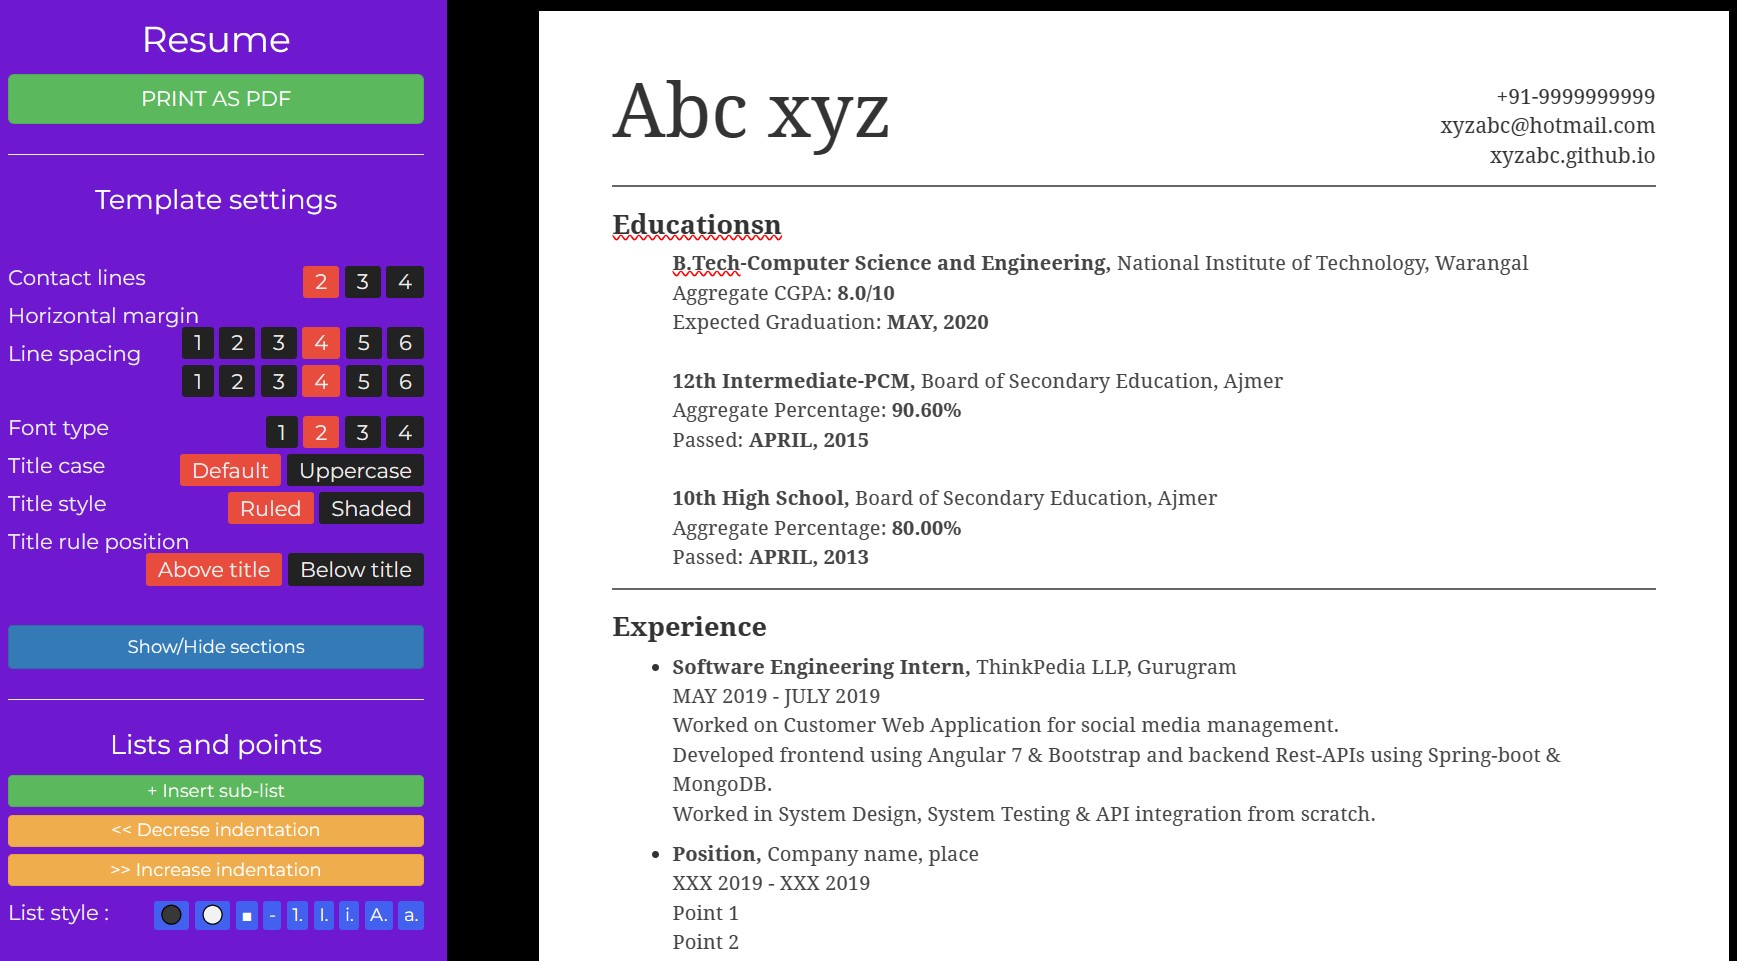 Resume
PRINT AS PDF
Template settings
Contact lines 2 3 4
Horizontal margin
1 2 3 4 5 6
Line spacing
1 2 3 4 5 6
Font type 1 2 3 4
Title case Default Uppercase
Title style Ruled Shaded
Title rule position
Above title Below title
Show/Hide sections
Lists and points
+ Insert sub-list
<< Decrese indentation
>> Increase indentation
List style : ● ○ ■ - 1. I. i. A. a.
Abc xyz
+91-9999999999
xyzabc@hotmail.com
xyzabc.github.io
Educationsn
B.Tech-Computer Science and Engineering, National Institute of Technology, Warangal
Aggregate CGPA: 8.0/10
Expected Graduation: MAY, 2020
12th Intermediate-PCM, Board of Secondary Education, Ajmer
Aggregate Percentage: 90.60%
Passed: APRIL, 2015
10th High School, Board of Secondary Education, Ajmer
Aggregate Percentage: 80.00%
Passed: APRIL, 2013
Experience
• Software Engineering Intern, ThinkPedia LLP, Gurugram
MAY 2019 - JULY 2019
Worked on Customer Web Application for social media management.
Developed frontend using Angular 7 & Bootstrap and backend Rest-APIs using Spring-boot &
MongoDB.
Worked in System Design, System Testing & API integration from scratch.
• Position, Company name, place
XXX 2019 - XXX 2019
Point 1
Point 2